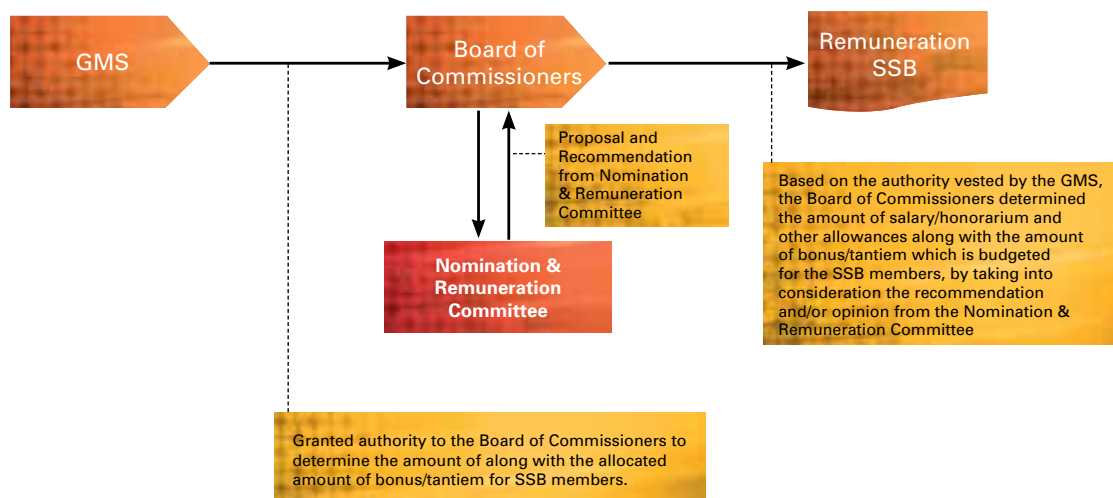 GMS
Board of
Commissioners
Remuneration
SSB
Proposal and
Recommendation
from Nomination
& Remuneration
Committee
Nomination &
Remuneration
Committee
Based on the authority vested by the GMS,
the Board of Commissioners determined
the amount of salary/honorarium and
other allowances along with the amount
of bonus/tantiem which is budgeted
for the SSB members, by taking into
consideration the recommendation
and/or opinion from the Nomination &
Remuneration Committee
Granted authority to the Board of Commissioners to
determine the amount of along with the allocated
amount of bonus/tantiem for SSB members.